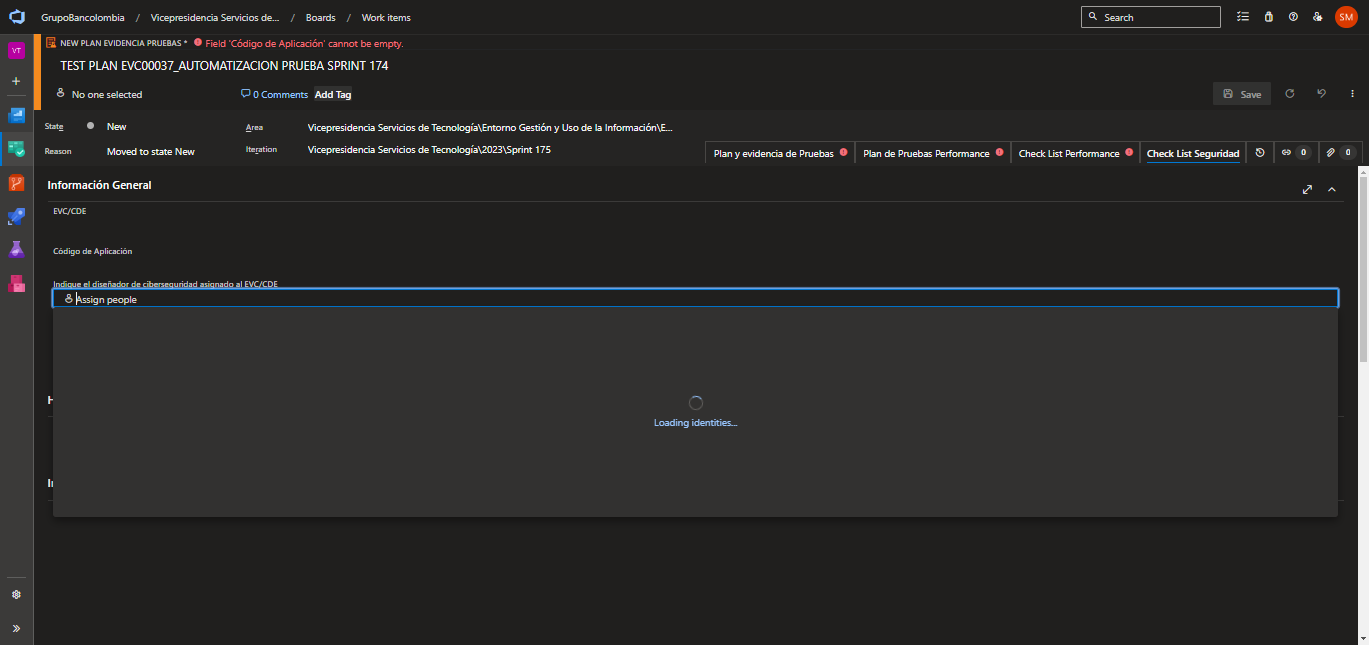 GrupoBancolombia / Vicepresidencia Servicios de... / Boards / Work items
Search
SM
VT
NEW PLAN EVIDENCIA PRUEBAS * Field 'Código de Aplicación' cannot be empty.
TEST PLAN EVC00037_AUTOMATIZACION PRUEBA SPRINT 174
No one selected
0 Comments
Add Tag
Save
State
New
Area
Vicepresidencia Servicios de Tecnología\Entorno Gestión y Uso de la Información\E...
Reason
Moved to state New
Iteration
Vicepresidencia Servicios de Tecnología\2023\Sprint 175
Plan y evidencia de Pruebas
Plan de Pruebas Performance
Check List Performance
Check List Seguridad
0
0
Información General
EVC/CDE
Código de Aplicación
Indique el diseñador de ciberseguridad asignado al EVC/CDE
Assign people
Loading identities...